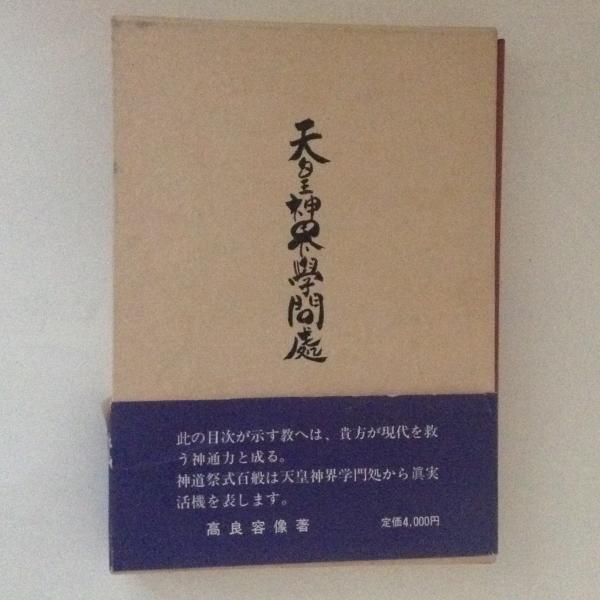 天皇神界學問處
此の目次が示す教へは、貴方が現代を救
う神通力と成る。
神道祭式百般は天皇神界学門処から眞実
活機を表します。
高良容像著
定価4,000円